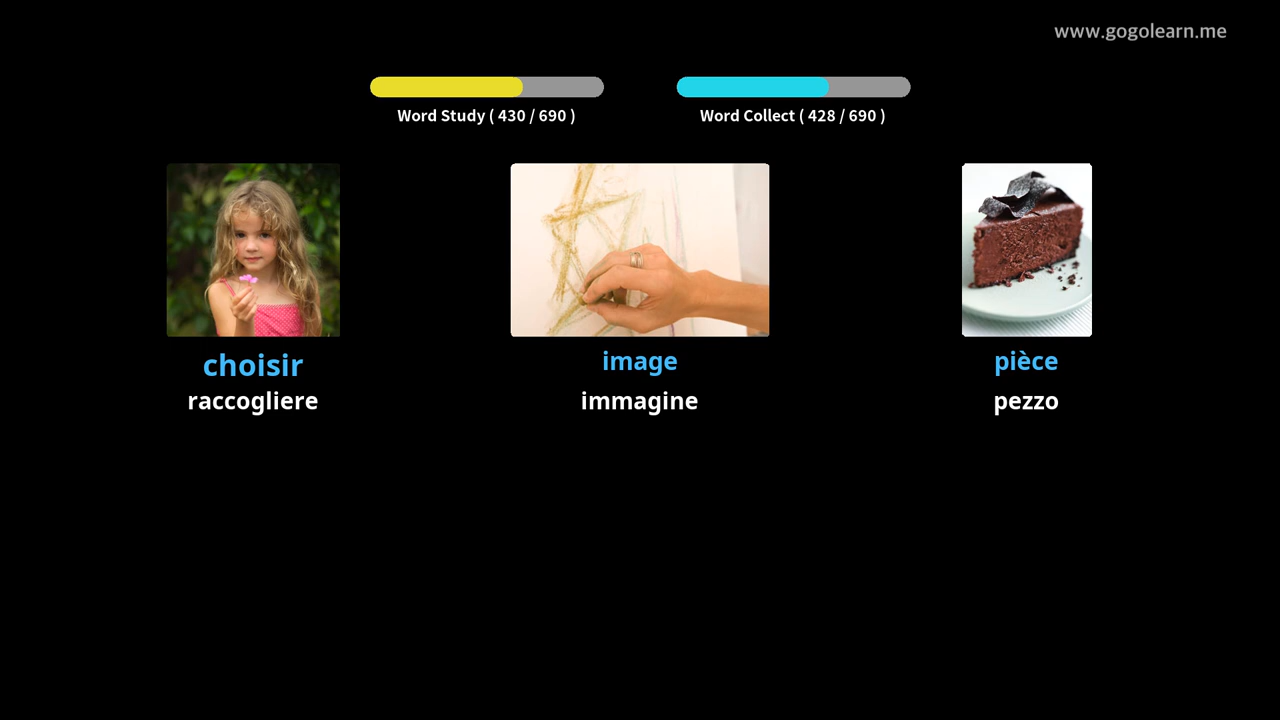 www.gogolearn.me
Word Study ( 430 / 690 )
Word Collect ( 428 / 690 )
choisir
raccogliere
image
immagine
pièce
pezzo